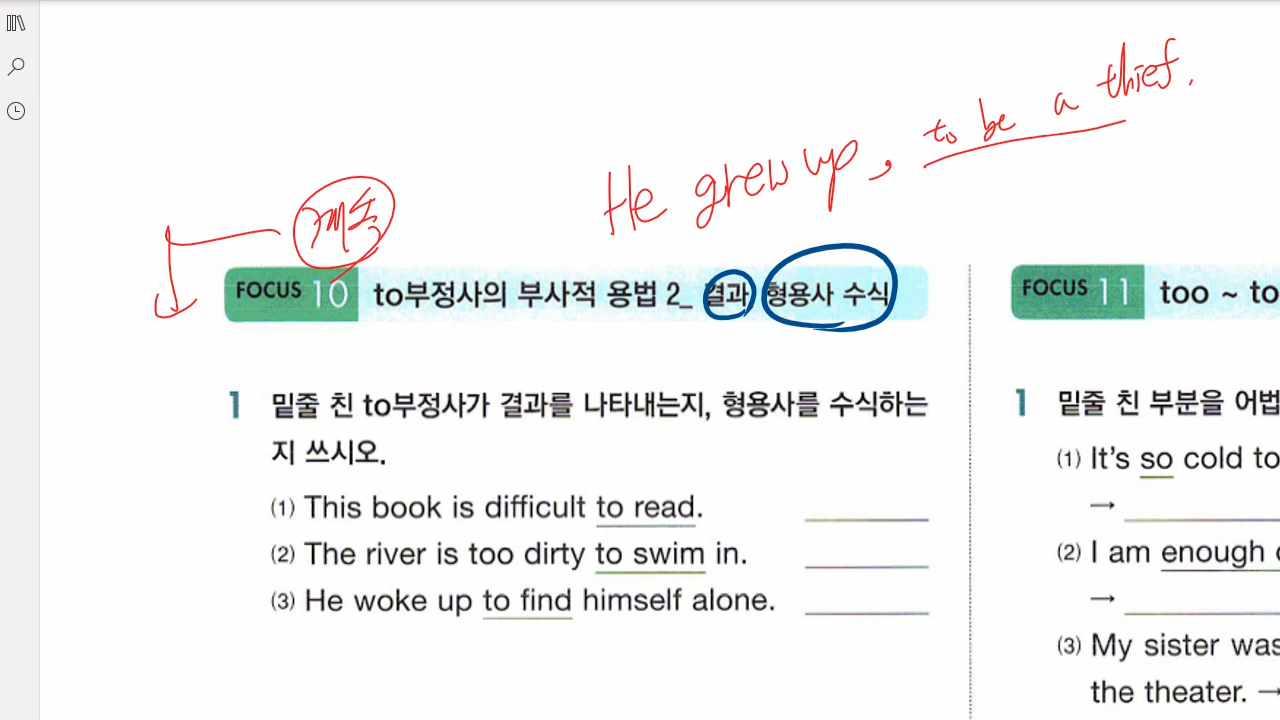 He grew up, to be a thief.
계속
FOCUS 10 to부정사의 부사적 용법 2_ 결과 형용사 수식
1 밑줄 친 to부정사가 결과를 나타내는지, 형용사를 수식하는
지 쓰시오.
(1) This book is difficult to read.
(2) The river is too dirty to swim in.
(3) He woke up to find himself alone.
FOCUS 11 too ~ to
1 밑줄 친 부분을 어법
(1) It's so cold to
→
(2) I am enough
→
(3) My sister was
the theater. →